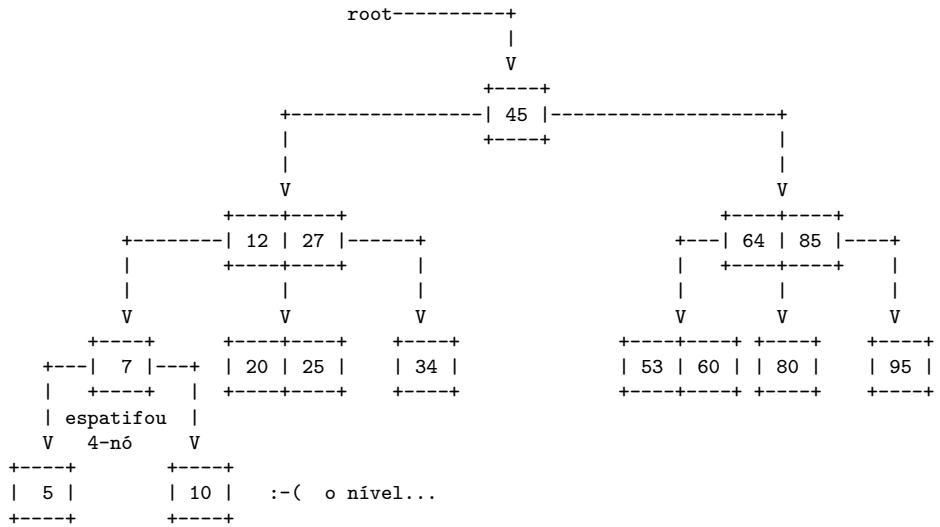 root----------+
|
V
+----+
+-----------------| 45 |--------------------+
|                 +----+                    |
|                                           |
V                                           V
+----+----+                                 +----+----+
+--------| 12 | 27 |------+                      +---| 64 | 85 |----+
|        +----+----+      |                      |   +----+----+    |
|             |           |                      |        |         |
V             V           V                      V        V         V
+----+      +----+----+    +----+              +----+----+ +----+    +----+
+---|  7 |---+  | 20 | 25 |    | 34 |              | 53 | 60 | | 80 |    | 95 |
|   +----+   |  +----+----+    +----+              +----+----+ +----+    +----+
| espatifou  |
V   4-nó     V
+----+        +----+
|  5 |        | 10 |   :-(  o nível...
+----+        +----+